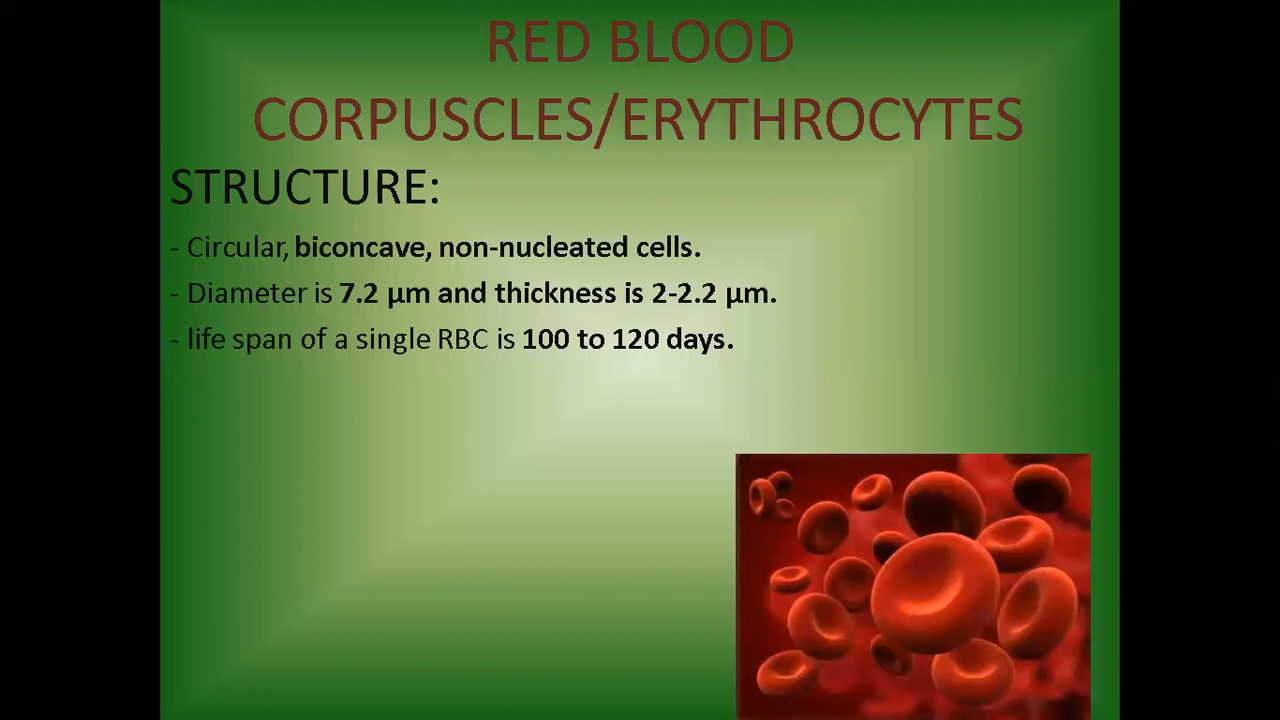 RED BLOOD
CORPUSCLES/ERYTHROCYTES
STRUCTURE:
- Circular, biconcave, non-nucleated cells.
- Diameter is 7.2 µm and thickness is 2-2.2 µm.
- life span of a single RBC is 100 to 120 days.